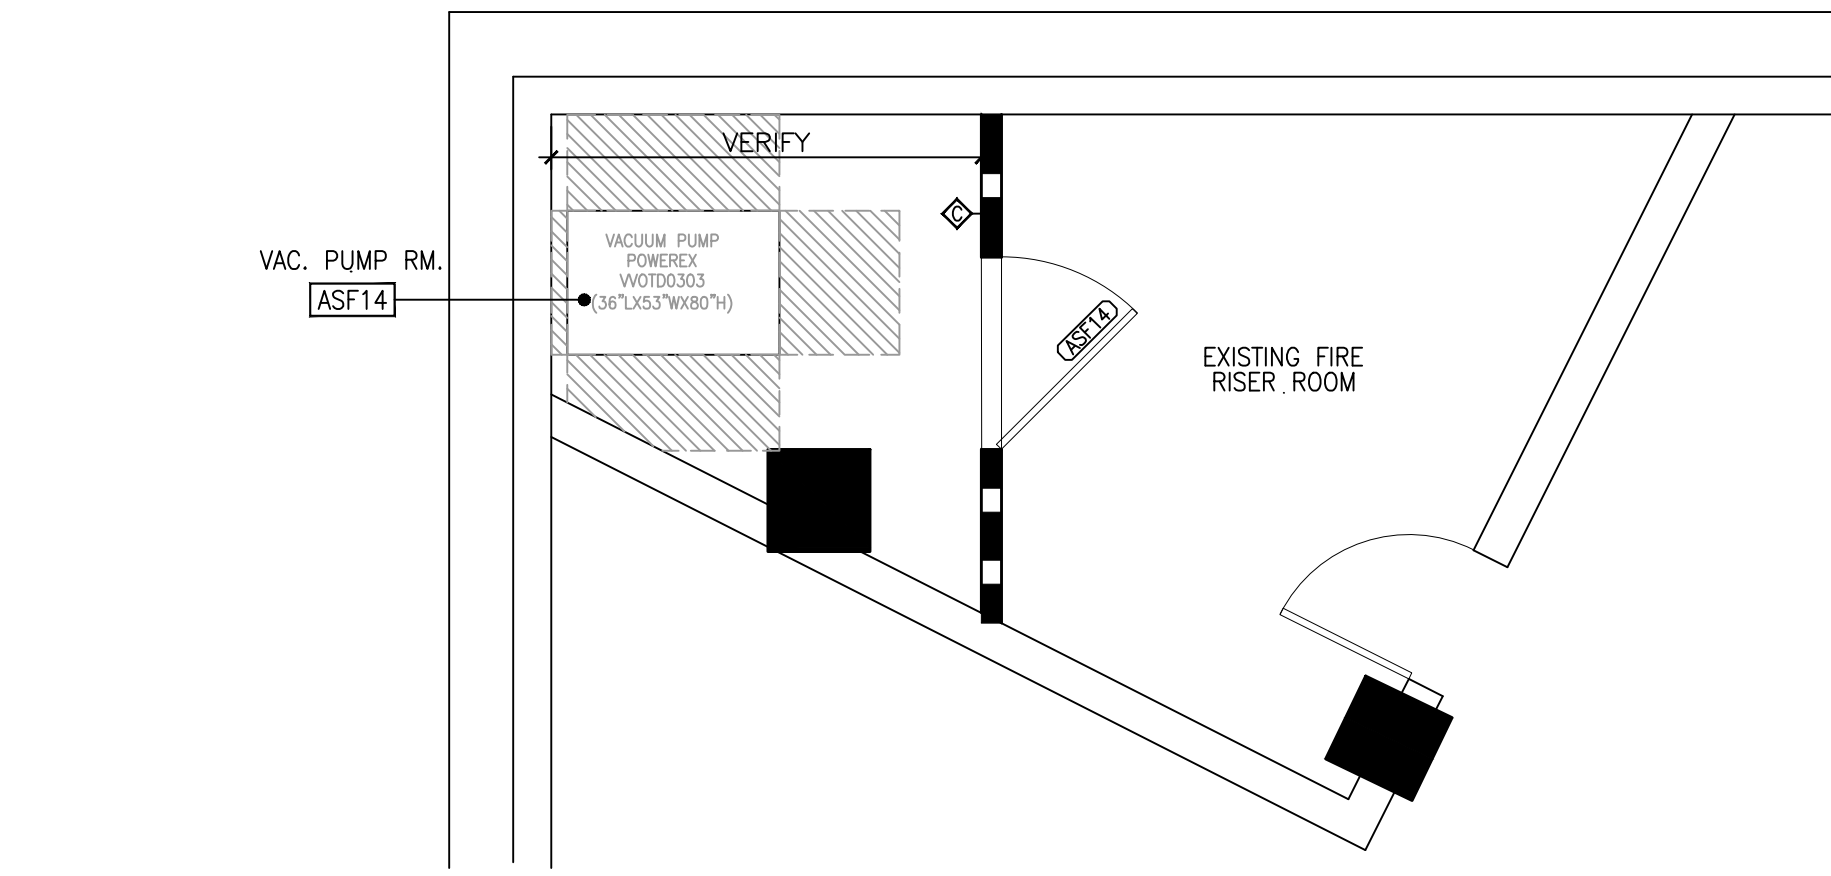 VERIFY
C
VACUUM PUMP
POWEREX
VVOTD0303
(36"LX53"WX80"H)
VAC. PUMP RM.
ASF14
ASF14
EXISTING FIRE
RISER ROOM